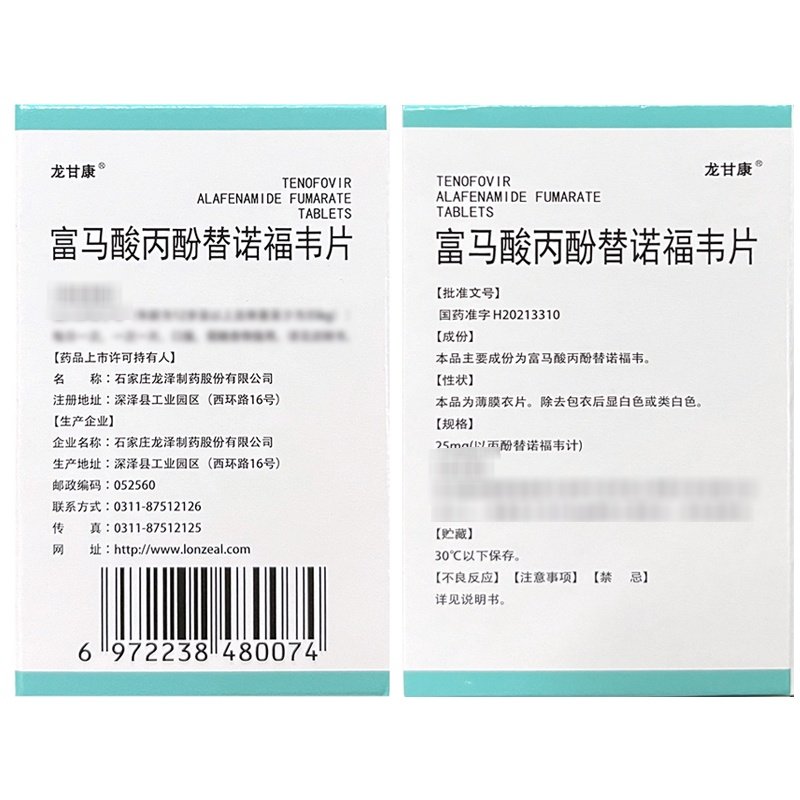 龙甘康®
TENOFOVIR
ALAFENAMIDE FUMARATE
TABLETS
富马酸丙酚替诺福韦片
【药品上市许可持有人】
名 称：石家庄龙泽制药股份有限公司
注册地址：深泽县工业园区（西环路16号）
【生产企业】
企业名称：石家庄龙泽制药股份有限公司
生产地址：深泽县工业园区（西环路16号）
邮政编码：052560
联系方式：0311-87512126
传 真：0311-87512125
网 址：http://www.lonzeal.com
6 972238 480074
龙甘康®
TENOFOVIR
ALAFENAMIDE FUMARATE
TABLETS
富马酸丙酚替诺福韦片
【批准文号】
国药准字H20213310
【成份】
本品主要成份为富马酸丙酚替诺福韦。
【性状】
本品为薄膜衣片。除去包衣后显白色或类白色。
【规格】
25mg(以丙酚替诺福韦计)
【贮藏】
30℃以下保存。
【不良反应】【注意事项】【禁 忌】
详见说明书。